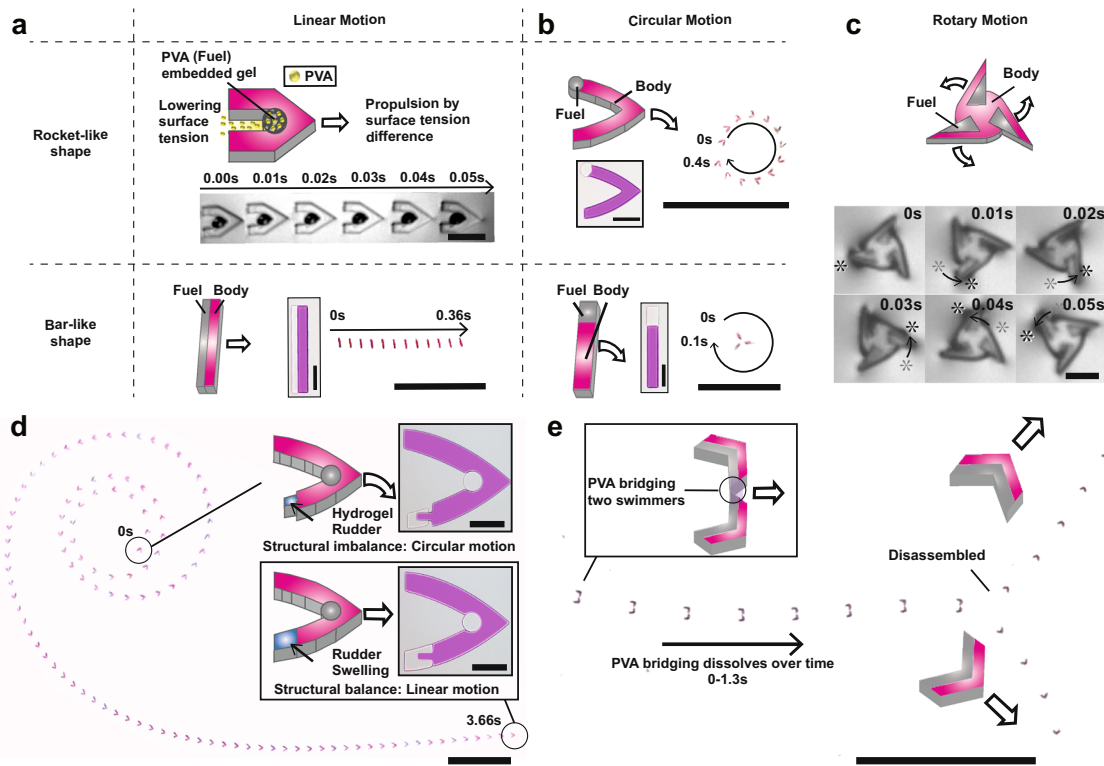 a
Linear Motion
b
Circular Motion
c
Rotary Motion
Rocket-like
shape
PVA (Fuel)
embedded gel
PVA
Lowering
surface
tension
Propulsion by
surface tension
difference
0.00s 0.01s 0.02s 0.03s 0.04s 0.05s
Body
Fuel
0s
0.4s
Body
Fuel
0s 0.01s 0.02s
0.03s 0.04s 0.05s
Bar-like
shape
Fuel Body
0s 0.36s
Fuel
Body
0s
0.1s
d
0s
Hydrogel
Rudder
Structural imbalance: Circular motion
Rudder
Swelling
Structural balance: Linear motion
3.66s
e
PVA bridging
two swimmers
Disassembled
PVA bridging dissolves over time
0-1.3s